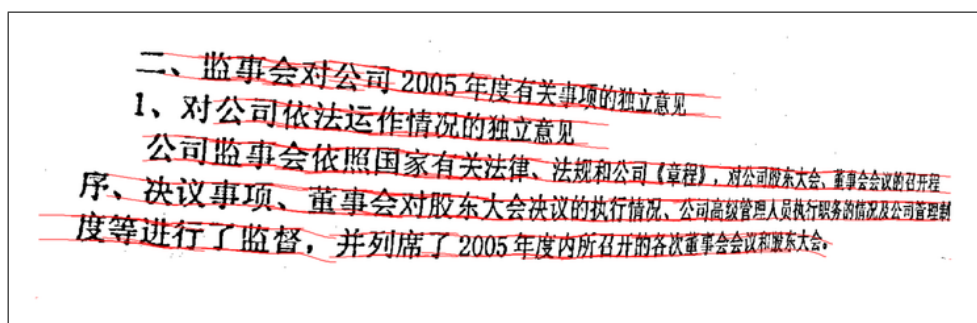 二、监事会对公司2005年度有关事项的独立意见
1、对公司依法运作情况的独立意见
公司监事会依照国家有关法律、法规和公司《章程》,对公司股东大会、董事会会议的召开程
序、决议事项、董事会对股东大会决议的执行情况、公司高级管理人员执行职务的情况及公司管理制
度等进行了监督,并列席了2005年度内所召开的各次董事会会议和股东大会。